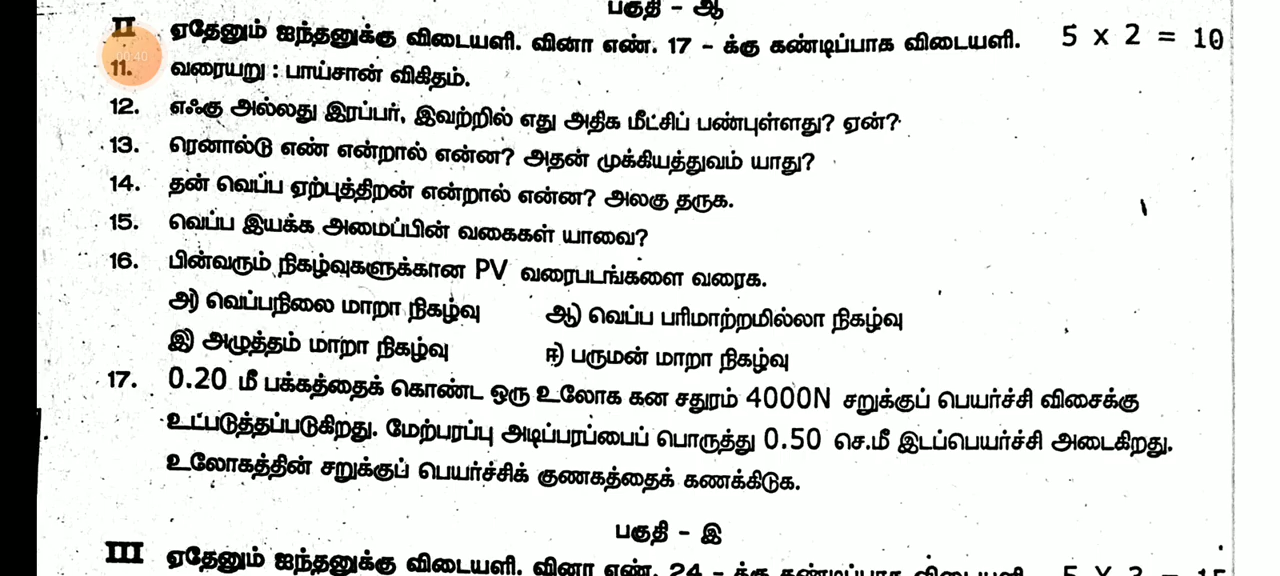 பகுதி - ஆ
II ஏதேனும் ஐந்தனுக்கு விடையளி. வினா எண். 17 - க்கு கண்டிப்பாக விடையளி. 5 x 2 = 10
11. வரையறு : பாய்சான் விகிதம்.
12. எஃகு அல்லது இரப்பர், இவற்றில் எது அதிக மீட்சிப் பண்புள்ளது? ஏன்?
13. ரெனால்டு எண் என்றால் என்ன? அதன் முக்கியத்துவம் யாது?
14. தன் வெப்ப ஏற்புத்திறன் என்றால் என்ன? அலகு தருக.
15. வெப்ப இயக்க அமைப்பின் வகைகள் யாவை?
16. பின்வரும் நிகழ்வுகளுக்கான PV வரைபடங்களை வரைக.
அ) வெப்பநிலை மாறா நிகழ்வு ஆ) வெப்ப பரிமாற்றமில்லா நிகழ்வு
இ) அழுத்தம் மாறா நிகழ்வு ஈ) பருமன் மாறா நிகழ்வு
17. 0.20 மீ பக்கத்தைக் கொண்ட ஒரு உலோக கன சதுரம் 4000N சறுக்குப் பெயர்ச்சி விசைக்கு
உட்படுத்தப்படுகிறது. மேற்பரப்பு அடிப்பரப்பைப் பொருத்து 0.50 செ.மீ இடப்பெயர்ச்சி அடைகிறது.
உலோகத்தின் சறுக்குப் பெயர்ச்சிக் குணகத்தைக் கணக்கிடுக.
பகுதி - இ
III ஏதேனும் ஐந்தனுக்கு விடையளி. வினா எண். 24 - க்கு கண்டிப்பாக விடையளி. 5 X 3 = 15